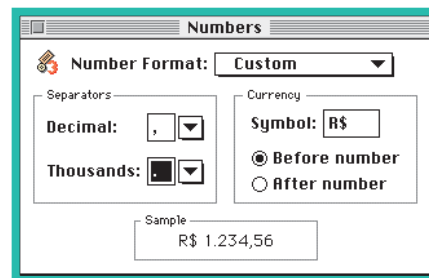 Numbers
Number Format: Custom
Separators
Decimal: ,
Thousands: .
Currency
Symbol: R$
Before number
After number
Sample
R$ 1.234,56